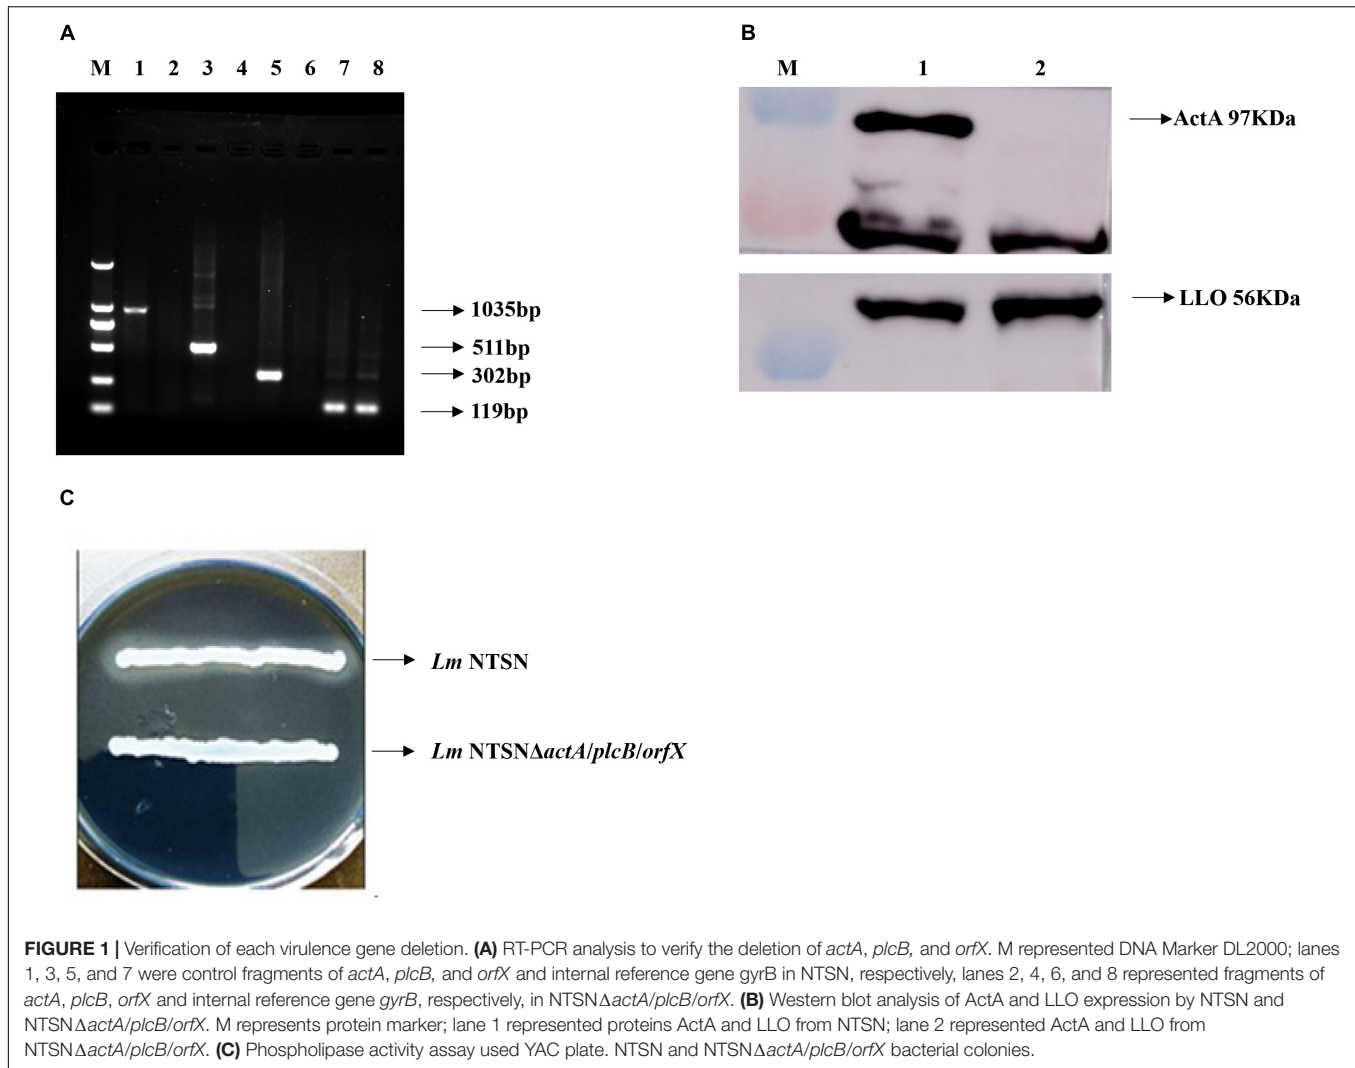 A
M 1 2 3 4 5 6 7 8
1035bp
511bp
302bp
119bp
B
M 1 2
ActA 97KDa
LLO 56KDa
C
Lm NTSN
Lm NTSNΔactA/plcB/orfX
FIGURE 1 | Verification of each virulence gene deletion. (A) RT-PCR analysis to verify the deletion of actA, plcB, and orfX. M represented DNA Marker DL2000; lanes
1, 3, 5, and 7 were control fragments of actA, plcB, and orfX and internal reference gene gyrB in NTSN, respectively, lanes 2, 4, 6, and 8 represented fragments of
actA, plcB, orfX and internal reference gene gyrB, respectively, in NTSNΔactA/plcB/orfX. (B) Western blot analysis of ActA and LLO expression by NTSN and
NTSNΔactA/plcB/orfX. M represents protein marker; lane 1 represented proteins ActA and LLO from NTSN; lane 2 represented ActA and LLO from
NTSNΔactA/plcB/orfX. (C) Phospholipase activity assay used YAC plate. NTSN and NTSNΔactA/plcB/orfX bacterial colonies.